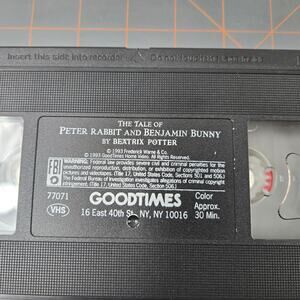 Insert this side into recorder
Do not touch the tape inside
THE TALE OF
PETER RABBIT AND BENJAMIN BUNNY
BY BEATRIX POTTER
© 1993 Frederick Warne & Co.
© 1993 GoodTimes Home Video. All rights reserved.
WARNING: Federal law provides severe civil and criminal penalties for the
unauthorized reproduction, distribution, or exhibition of copyrighted motion
pictures and videotapes. (Title 17, United States Code, Sections 501 and 506.)
The Federal Bureau of Investigation investigates allegations of criminal copyright
infringement. (Title 17, United States Code, Section 506.)
77071
VHS
GOODTIMES
16 East 40th St., NY, NY 10016
Color
Approx.
30 Min.